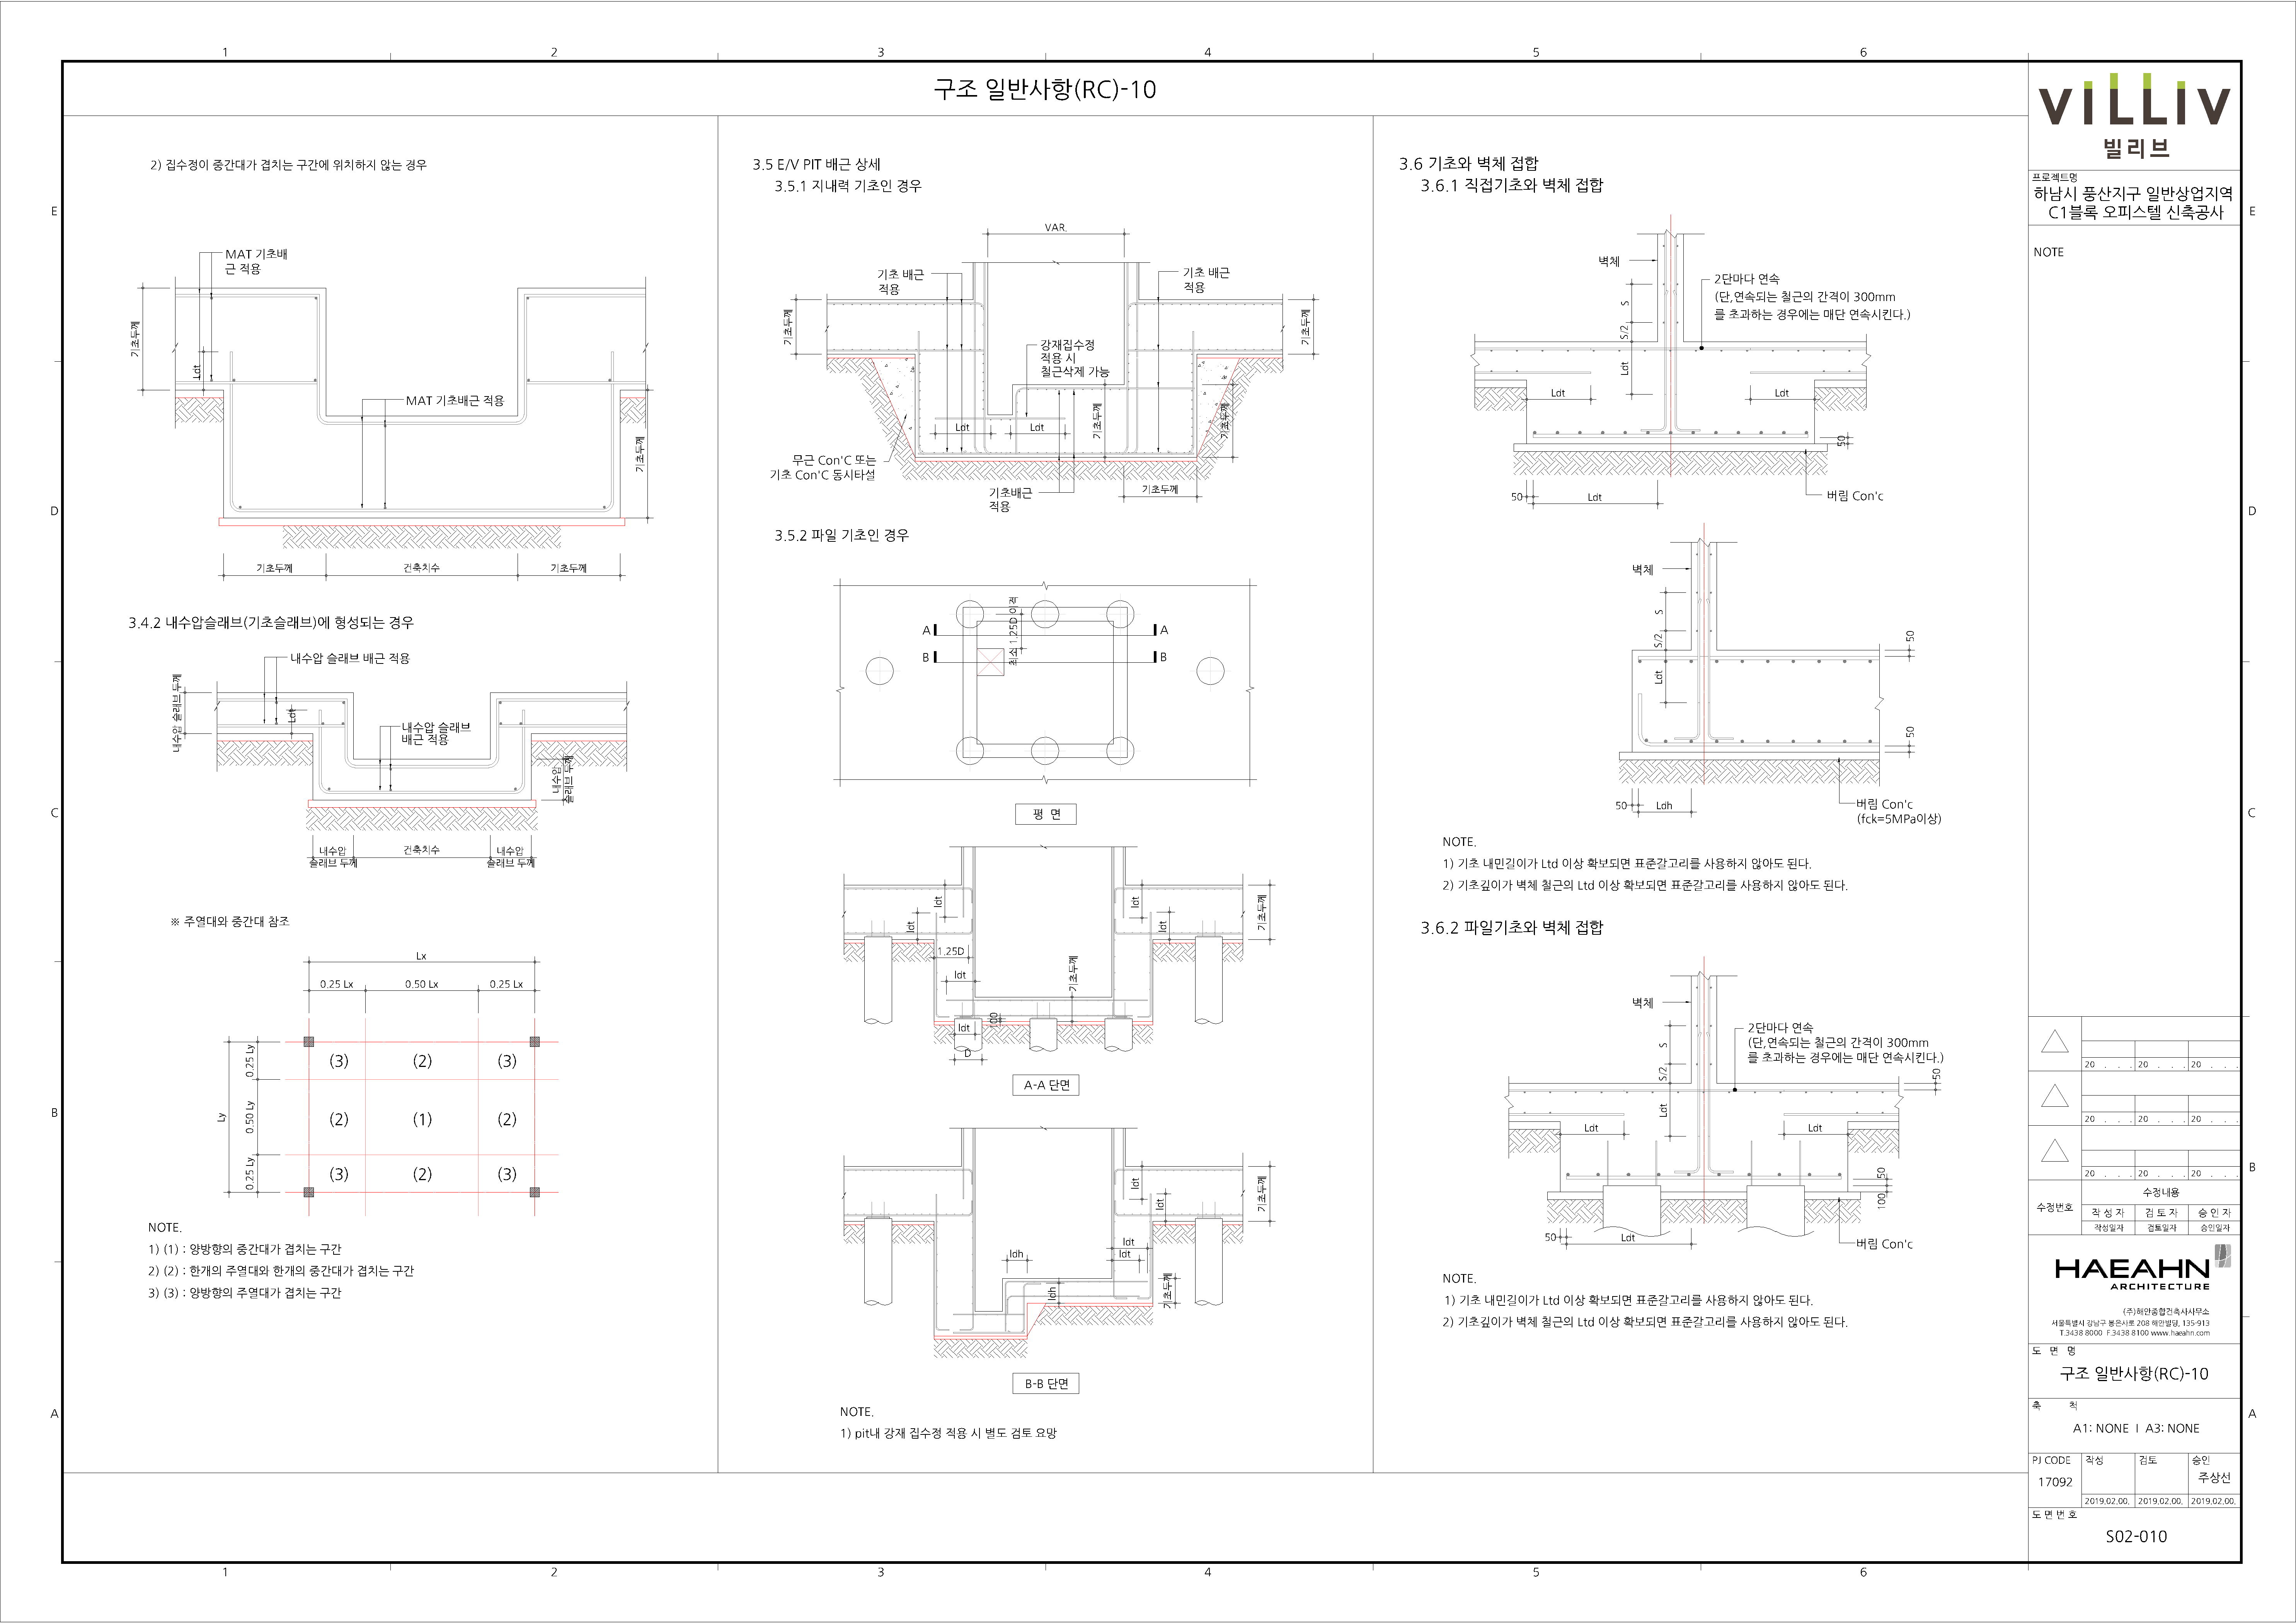 1
2
3
4
5
6
구조 일반사항(RC)-10
E
D
C
B
A
2) 집수정이 중간대가 겹치는 구간에 위치하지 않는 경우
MAT 기초배
근 적용
기초두께
Ldt
MAT 기초배근 적용
기초두께
기초두께
건축치수
기초두께
3.4.2 내수압슬래브(기초슬래브)에 형성되는 경우
내수압 슬래브 배근 적용
내수압 슬래브 두께
Ldt
내수압 슬래브
배근 적용
내수압
슬래브 두께
내수압
슬래브 두께
건축치수
내수압
슬래브 두께
※ 주열대와 중간대 참조
Lx
0.25 Lx
0.50 Lx
0.25 Lx
Ly
0.25 Ly
0.50 Ly
0.25 Ly
(3)
(2)
(3)
(2)
(1)
(2)
(3)
(2)
(3)
NOTE.
1) (1) : 양방향의 중간대가 겹치는 구간
2) (2) : 한개의 주열대와 한개의 중간대가 겹치는 구간
3) (3) : 양방향의 주열대가 겹치는 구간
3.5 E/V PIT 배근 상세
3.5.1 지내력 기초인 경우
VAR.
기초 배근
적용
기초 배근
적용
기초두께
기초두께
강재집수정
적용 시
철근삭제 가능
Ldt
Ldt
기초두께
기초두께
무근 Con'C 또는
기초 Con'C 동시타설
기초배근
적용
기초두께
3.5.2 파일 기초인 경우
최소 1.25D 이격
A
A
B
B
평 면
ldt
ldt
ldt
ldt
기초두께
1.25D
ldt
기초두께
ldt
100
D
A-A 단면
ldt
ldt
기초두께
ldt
ldt
ldh
ldh
기초두께
B-B 단면
NOTE.
1) pit내 강재 집수정 적용 시 별도 검토 요망
3.6 기초와 벽체 접합
3.6.1 직접기초와 벽체 접합
벽체
2단마다 연속
(단,연속되는 철근의 간격이 300mm
를 초과하는 경우에는 매단 연속시킨다.)
S
S/2
Ldt
Ldt
Ldt
50
50
Ldt
버림 Con'c
벽체
S
S/2
Ldt
50
50
50
Ldh
버림 Con'c
(fck=5MPa이상)
NOTE.
1) 기초 내민길이가 Ltd 이상 확보되면 표준갈고리를 사용하지 않아도 된다.
2) 기초깊이가 벽체 철근의 Ltd 이상 확보되면 표준갈고리를 사용하지 않아도 된다.
3.6.2 파일기초와 벽체 접합
벽체
2단마다 연속
(단,연속되는 철근의 간격이 300mm
를 초과하는 경우에는 매단 연속시킨다.)
S
S/2
Ldt
50
Ldt
Ldt
50
100
50
Ldt
버림 Con'c
NOTE.
1) 기초 내민길이가 Ltd 이상 확보되면 표준갈고리를 사용하지 않아도 된다.
2) 기초깊이가 벽체 철근의 Ltd 이상 확보되면 표준갈고리를 사용하지 않아도 된다.
VILLIV
빌리브
프로젝트명
하남시 풍산지구 일반상업지역
C1블록 오피스텔 신축공사
NOTE
20 . . . 20 . . . 20 . . .
20 . . . 20 . . . 20 . . .
20 . . . 20 . . . 20 . . .
수정번호
수정내용
작 성 자 검 토 자 승 인 자
작성일자 검토일자 승인일자
HAEAHN
ARCHITECTURE
(주)해안종합건축사사무소
서울특별시 강남구 봉은사로 208 해안빌딩, 135-913
T.3438 8000 F.3438 8100 www.haeahn.com
도 면 명
구조 일반사항(RC)-10
축 척
A1: NONE I A3: NONE
PJ CODE 작성 검토 승인
17092
주상선
2019.02.00. 2019.02.00. 2019.02.00.
도 면 번 호
S02-010
E
D
C
B
A
1
2
3
4
5
6